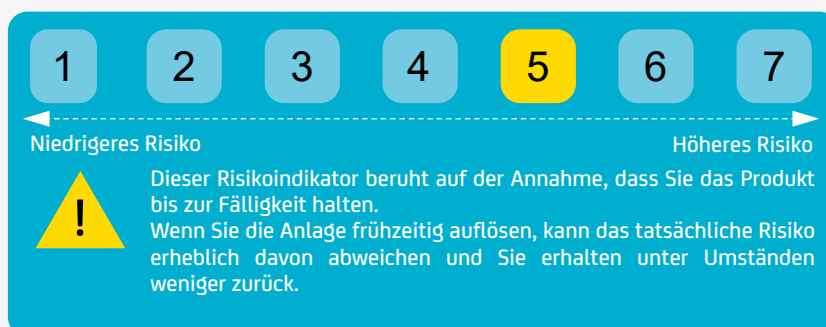 1 2 3 4 5 6 7
Niedrigeres Risiko Höheres Risiko
Dieser Risikoindikator beruht auf der Annahme, dass Sie das Produkt
bis zur Fälligkeit halten.
Wenn Sie die Anlage frühzeitig auflösen, kann das tatsächliche Risiko
erheblich davon abweichen und Sie erhalten unter Umständen
weniger zurück.
!